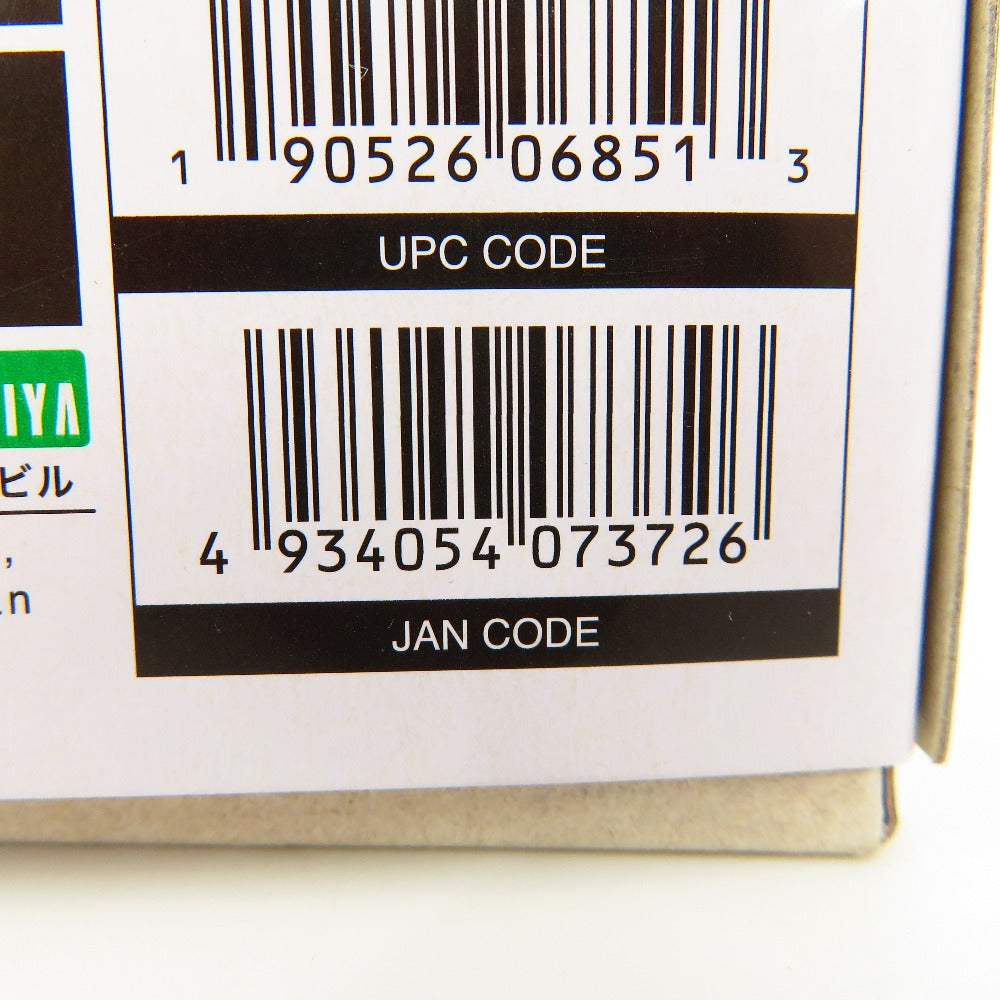 1 90526 06851 3
UPC CODE
IYA
ビル
4 934054 073726
,
n
JAN CODE